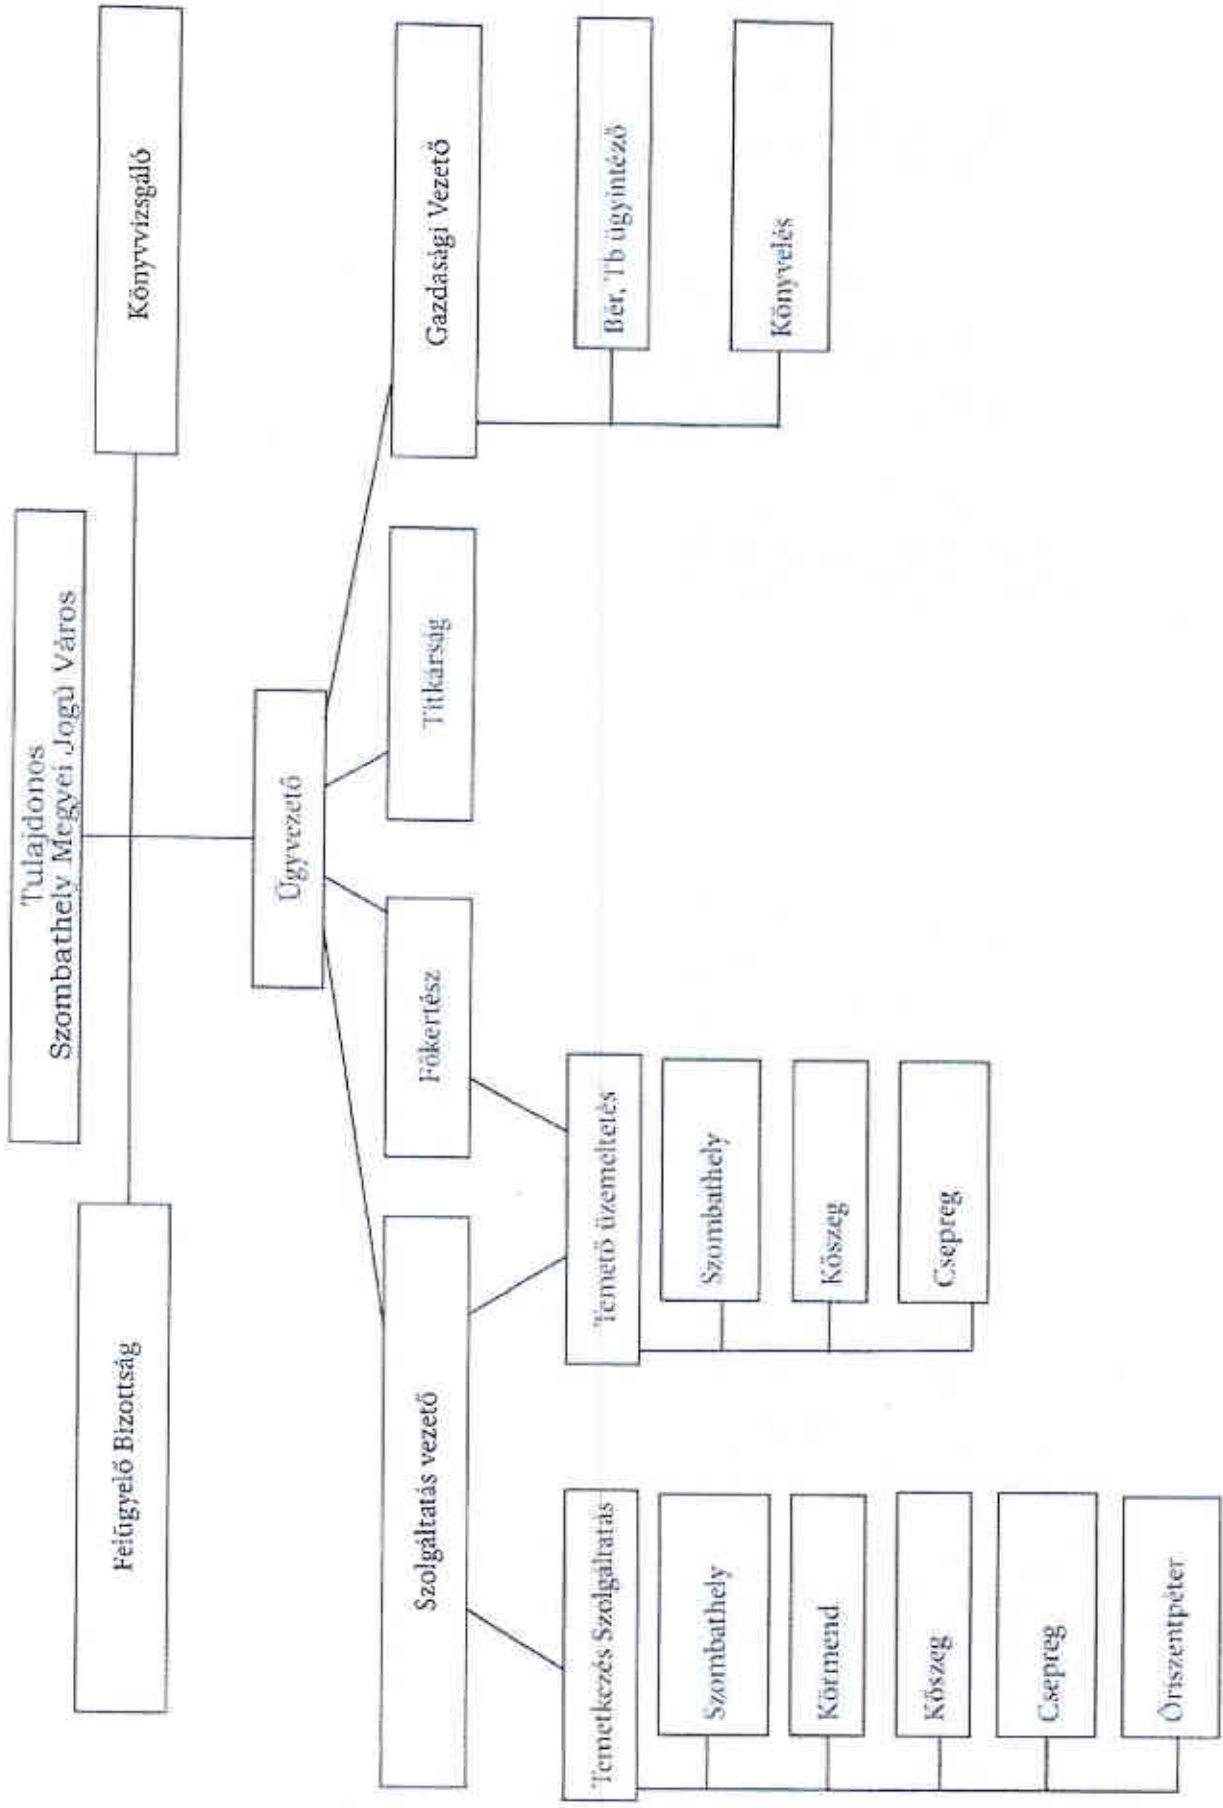 Tulajdonos
Szombathely Megyei Jogú Város
Felügyelő Bizottság
Könyvvizsgáló
Ügyvezető
Szolgáltatás vezető
Főkertész
Titkárság
Gazdasági Vezető
Temetkezés Szolgáltatás
Szombathely
Körmend
Kőszeg
Csepreg
Őriszentpéter
Temető üzemeltetés
Szombathely
Kőszeg
Csepreg
Bér, Tb ügyintéző
Könyvelés